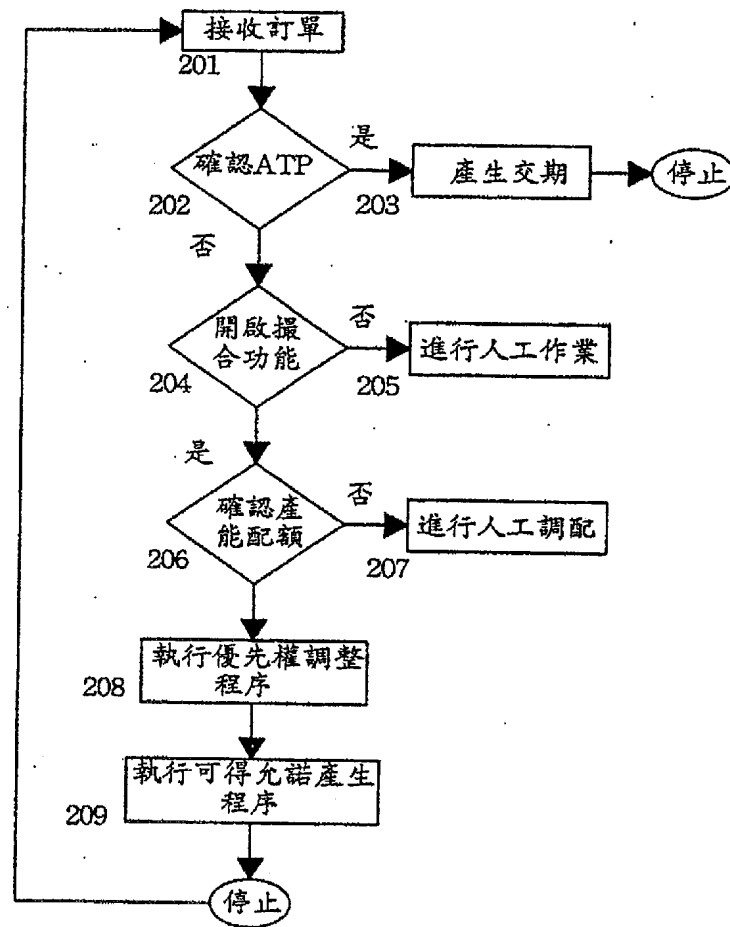 接收訂單
201
是
確認ATP
產生交期
停止
202
203
否
開啟撮
合功能
否
進行人工作業
204
205
是
確認產
能配額
否
進行人工調配
206
207
執行優先權調整
程序
208
執行可得允諾產生
程序
209
停止